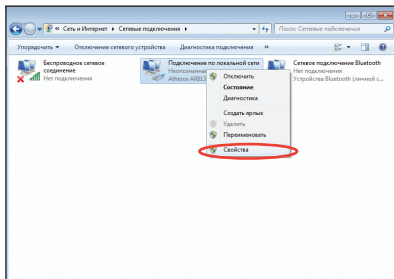 « Сеть и Интернет ▸ Сетевые подключения ▸
Поиск: Сетевые подключения
Упорядочить ▾ Отключение сетевого устройства Диагностика подключения »
Беспроводное сетевое соединение
Нет подключения
Подключение по локальной сети
Неопознанная
Atheros AR813
Сетевое подключение Bluetooth
Нет подключения
Устройства Bluetooth (личной с...
Отключить
Состояние
Диагностика
Создать ярлык
Удалить
Переименовать
Свойства